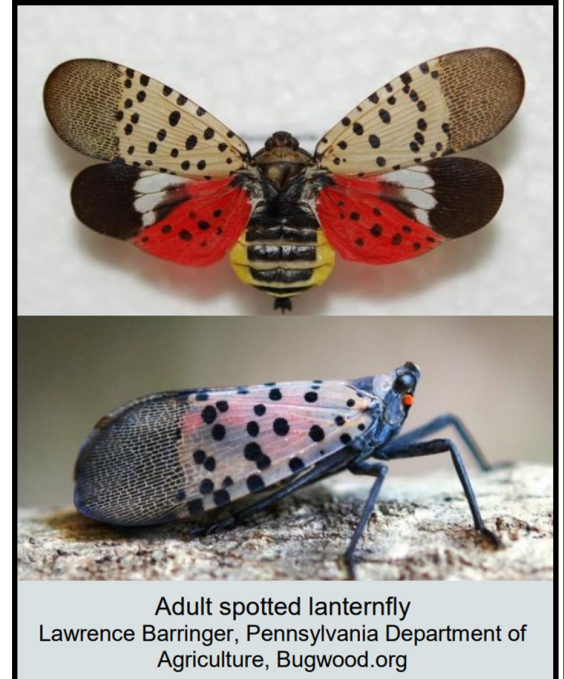 Adult spotted lanternfly
Lawrence Barringer, Pennsylvania Department of
Agriculture, Bugwood.org